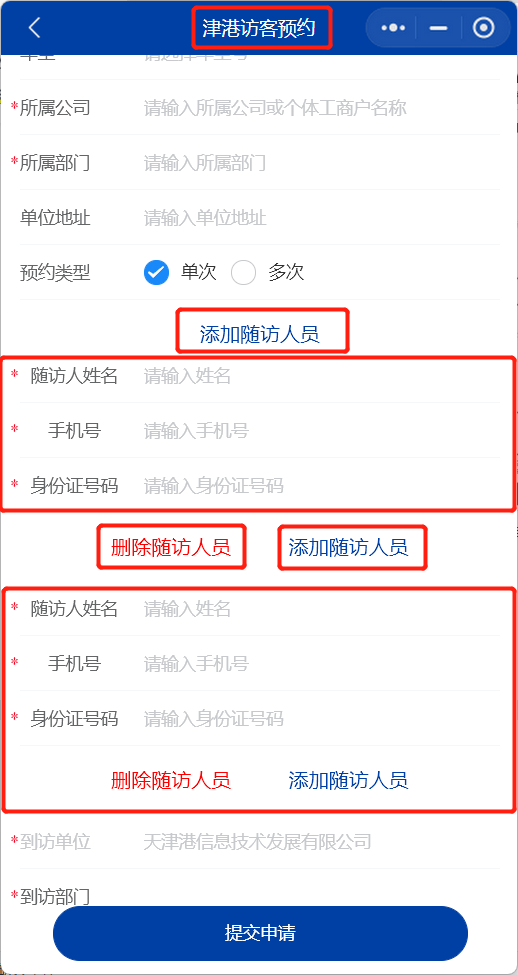 津港访客预约
*所属公司 请输入所属公司或个体工商户名称
*所属部门 请输入所属部门
单位地址 请输入单位地址
预约类型 单次 多次
添加随访人员
* 随访人姓名 请输入姓名
* 手机号 请输入手机号
* 身份证号码 请输入身份证号码
删除随访人员 添加随访人员
* 随访人姓名 请输入姓名
* 手机号 请输入手机号
* 身份证号码 请输入身份证号码
删除随访人员 添加随访人员
*到访单位 天津港信息技术发展有限公司
*到访部门
提交申请